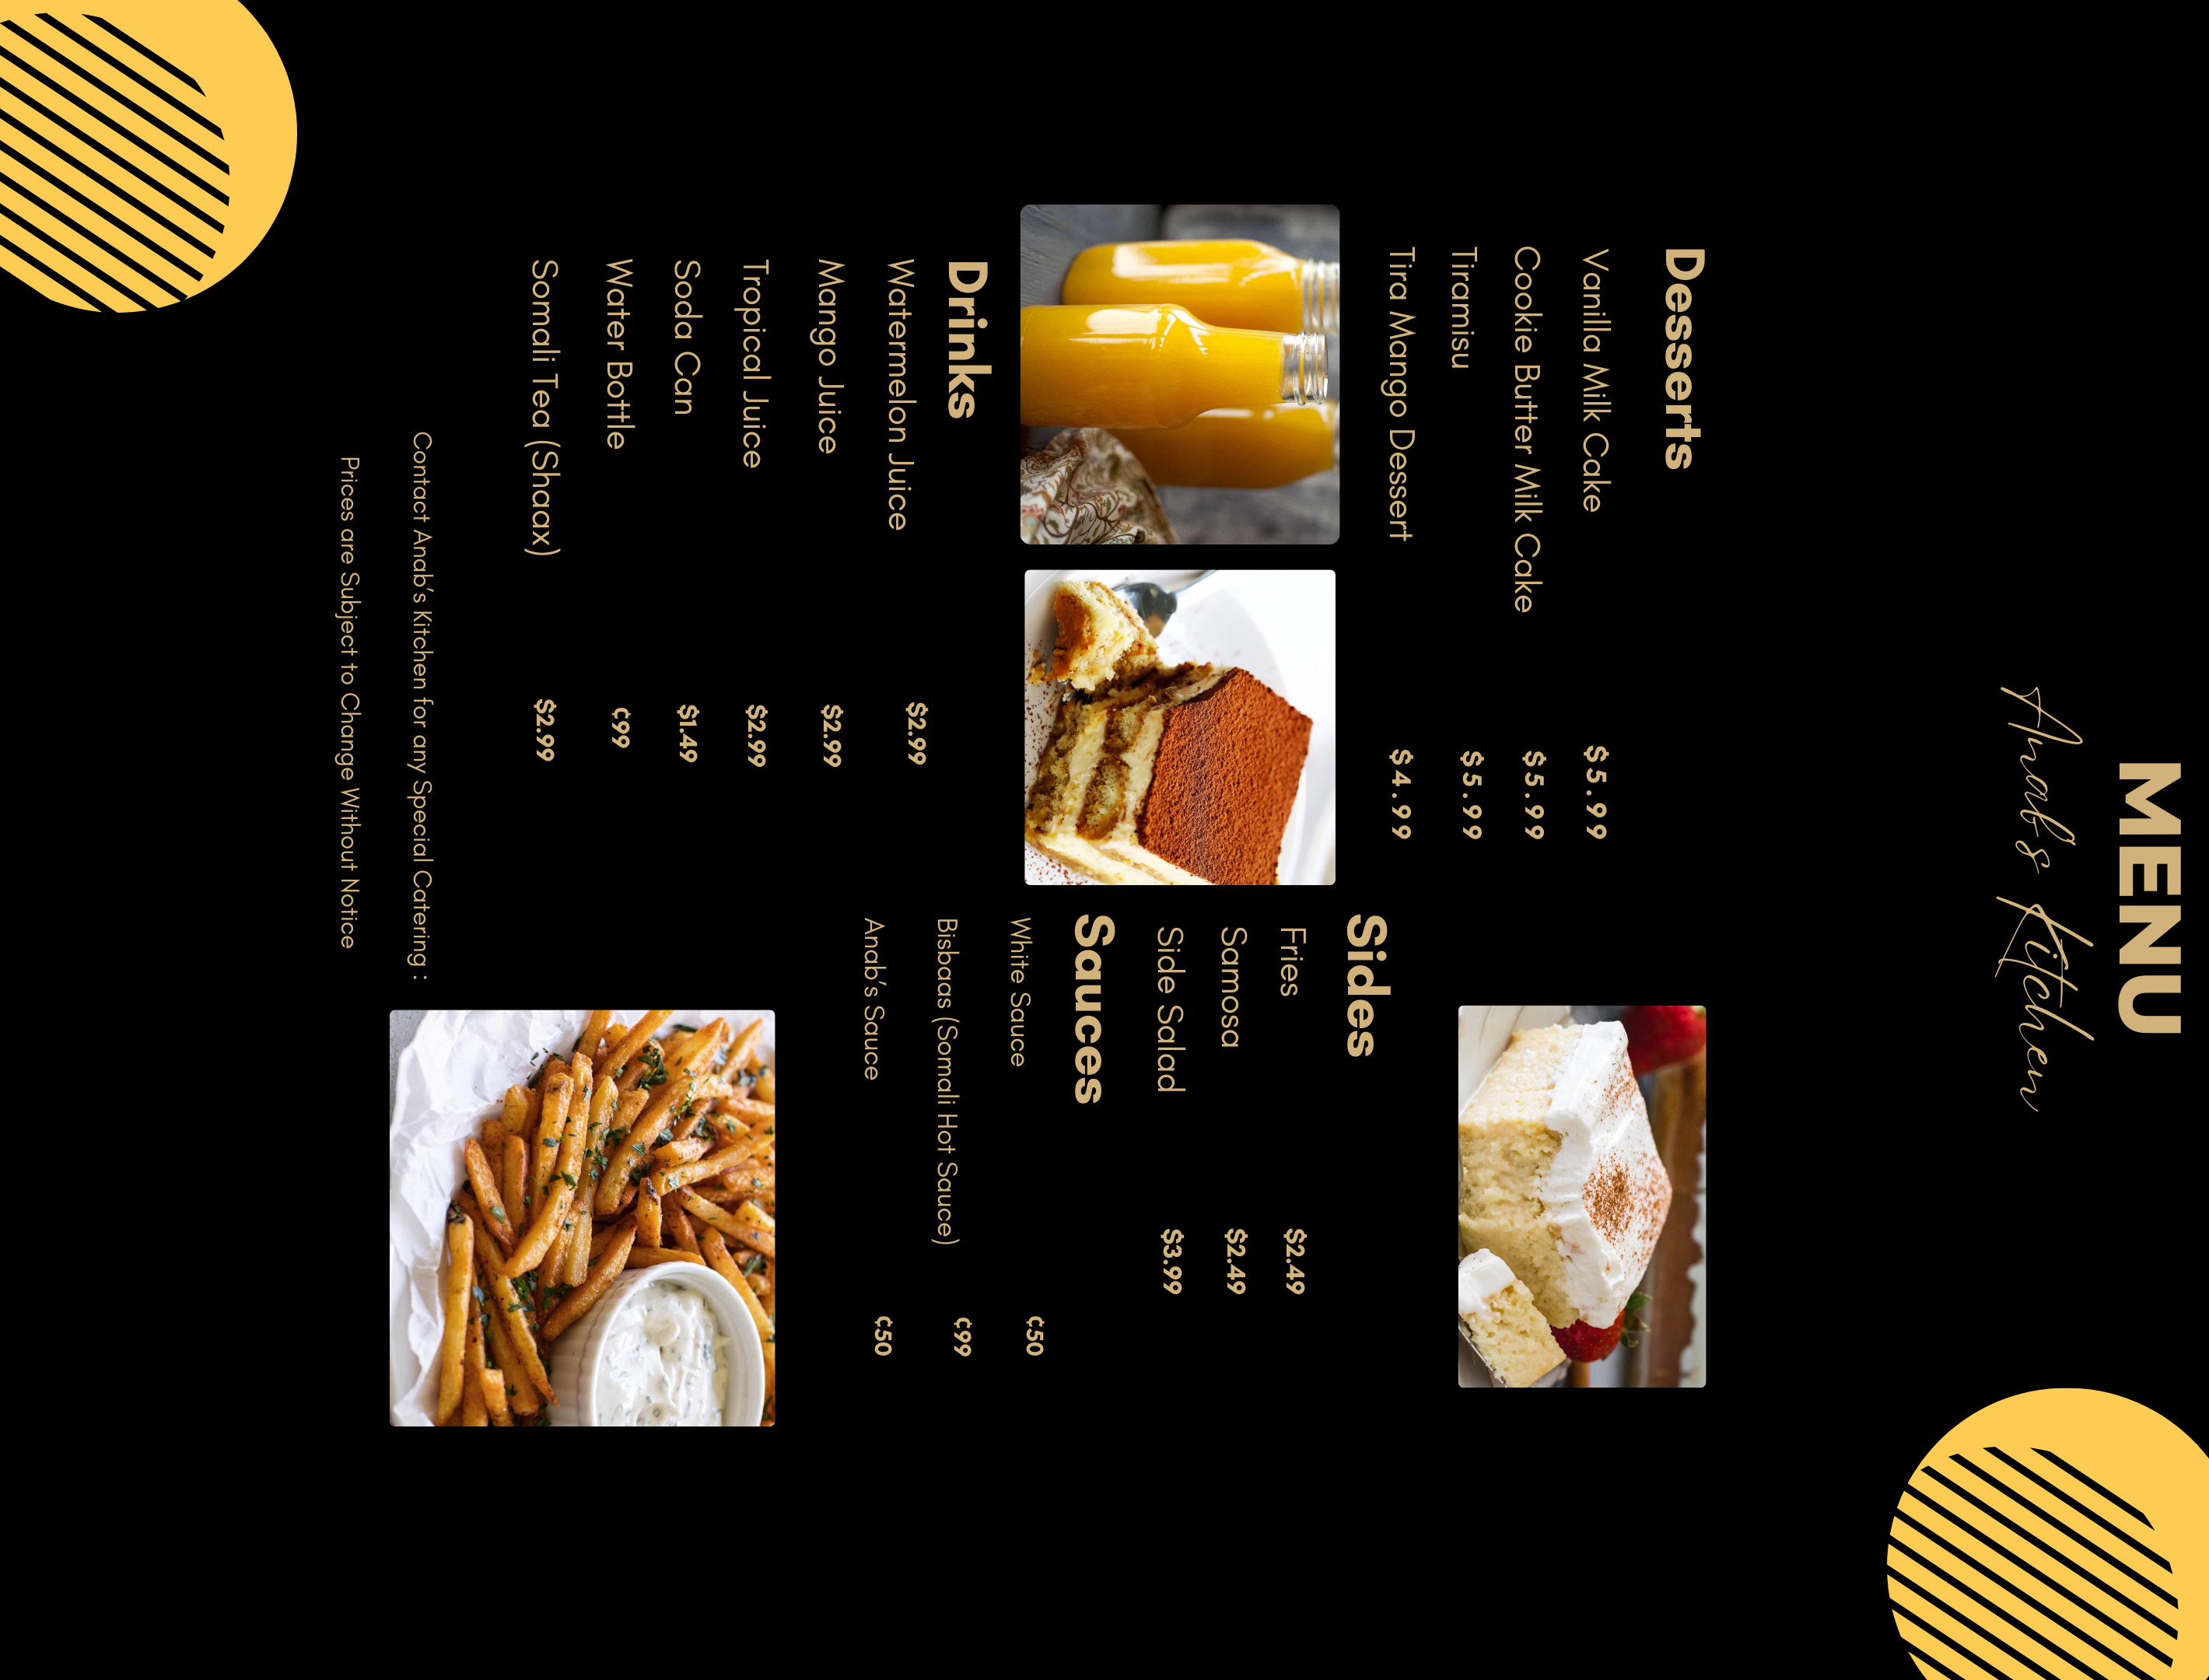 MENU
Anab's Kitchen
Desserts
Vanilla Milk Cake $5.99
Cookie Butter Milk Cake $5.99
Tiramisu $5.99
Tira Mango Dessert $4.99
Drinks
Watermelon Juice $2.99
Mango Juice $2.99
Tropical Juice $2.99
Soda Can $1.49
Water Bottle ¢99
Somali Tea (Shaax) $2.99
Sides
Fries $2.49
Samosa $2.49
Side Salad $3.99
Sauces
White Sauce ¢50
Bisbaas (Somali Hot Sauce) ¢99
Anab's Sauce ¢50
Contact Anab's Kitchen for any Special Catering :
Prices are Subject to Change Without Notice